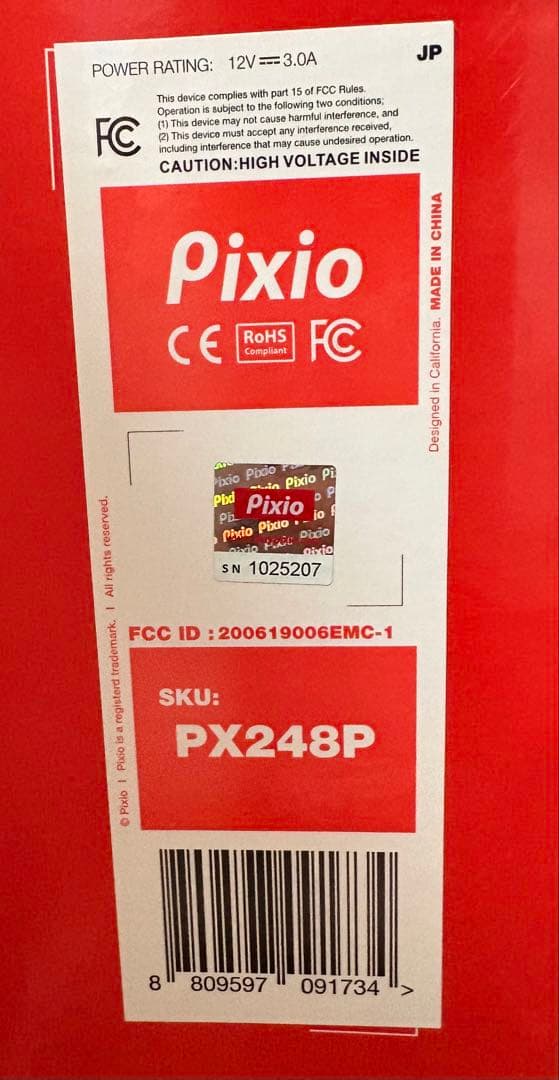 POWER RATING: 12V⎓3.0A
JP
FC
This device complies with part 15 of FCC Rules.
Operation is subject to the following two conditions;
(1) This device may not cause harmful interference, and
(2) This device must accept any interference received,
including interference that may cause undesired operation.
CAUTION:HIGH VOLTAGE INSIDE
Pixio
CE
RoHS
Compliant
FC
Designed in California. MADE IN CHINA
Pixio
SN 1025207
© Pixio | Pixio is a registerd trademark. | All rights reserved.
FCC ID : 200619006EMC-1
SKU:
PX248P
8 809597 091734 >